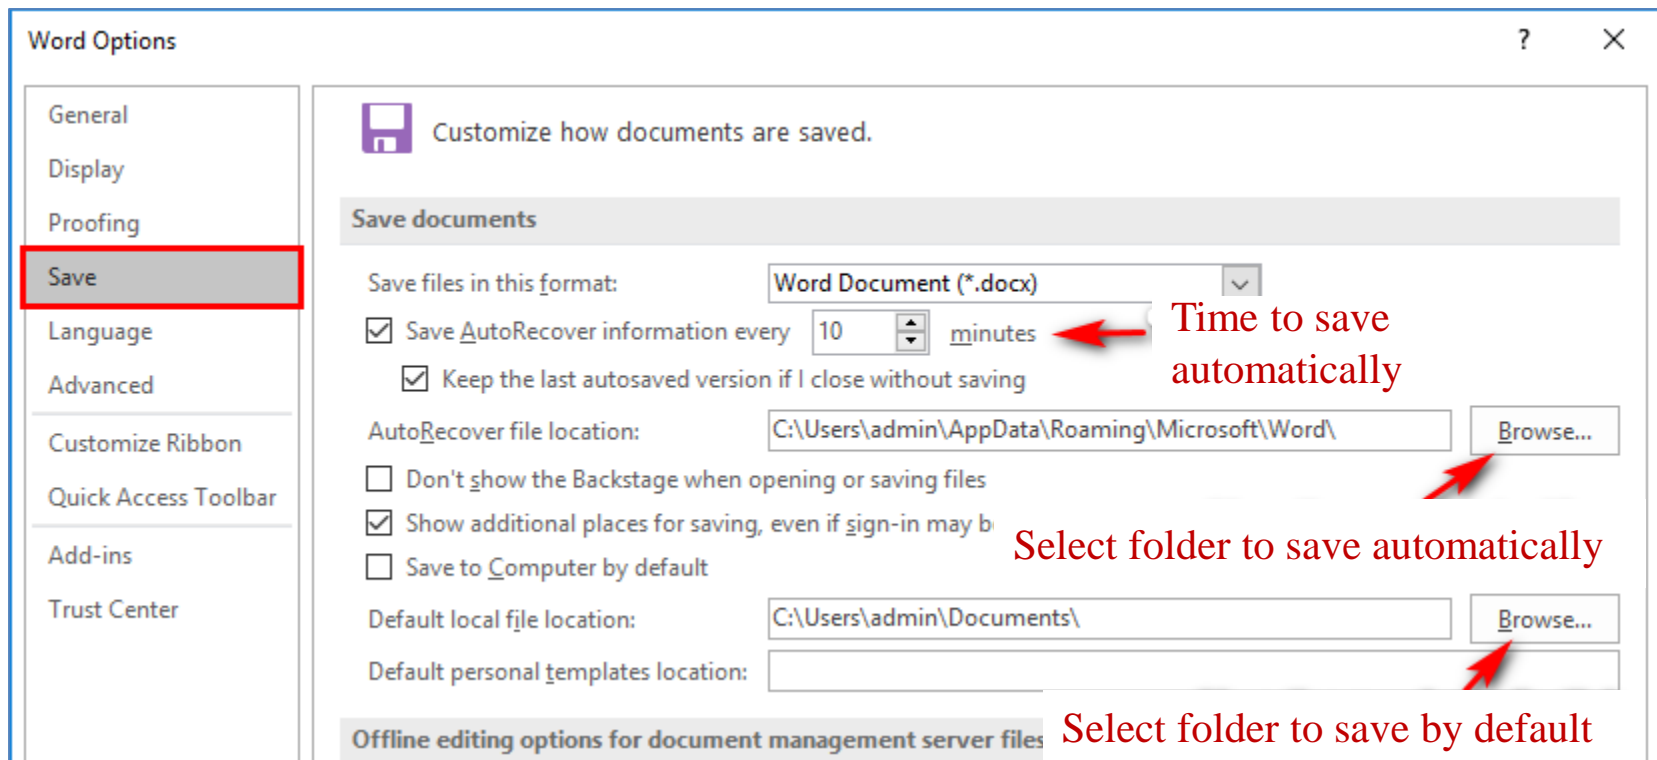 Word Options ?
General
Display
Proofing
Save
Language
Advanced
Customize Ribbon
Quick Access Toolbar
Add-ins
Trust Center
Customize how documents are saved.
Save documents
Save files in this format: Word Document (*.docx)
Save AutoRecover information every 10 minutes
Time to save
automatically
Keep the last autosaved version if I close without saving
AutoRecover file location: C:\Users\admin\AppData\Roaming\Microsoft\Word\ Browse...
Don't show the Backstage when opening or saving files
Show additional places for saving, even if sign-in may
Select folder to save automatically
Save to Computer by default
Default local file location: C:\Users\admin\Documents\ Browse...
Default personal templates location:
Select folder to save by default
Offline editing options for document management server files